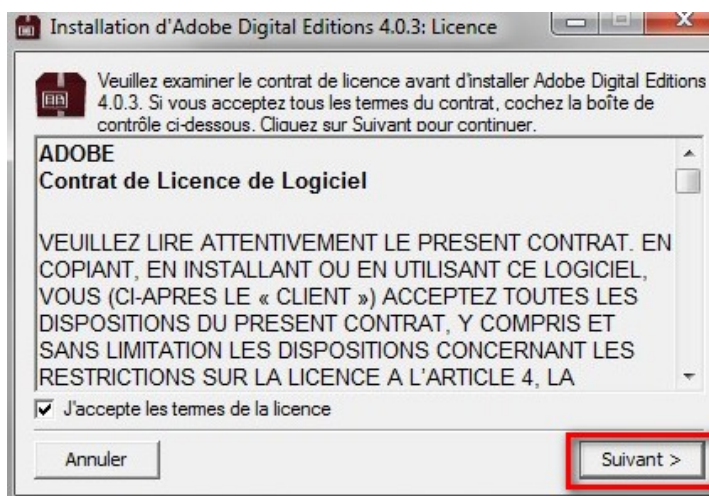 Installation d'Adobe Digital Editions 4.0.3: Licence
Veuillez examiner le contrat de licence avant d'installer Adobe Digital Editions
4.0.3. Si vous acceptez tous les termes du contrat, cochez la boîte de
contrôle ci-dessous. Cliquez sur Suivant pour continuer.
ADOBE
Contrat de Licence de Logiciel
VEUILLEZ LIRE ATTENTIVEMENT LE PRESENT CONTRAT. EN
COPIANT, EN INSTALLANT OU EN UTILISANT CE LOGICIEL,
VOUS (CI-APRES LE « CLIENT ») ACCEPTEZ TOUTES LES
DISPOSITIONS DU PRESENT CONTRAT, Y COMPRIS ET
SANS LIMITATION LES DISPOSITIONS CONCERNANT LES
RESTRICTIONS SUR LA LICENCE A L'ARTICLE 4, LA
J'accepte les termes de la licence
Annuler
Suivant >